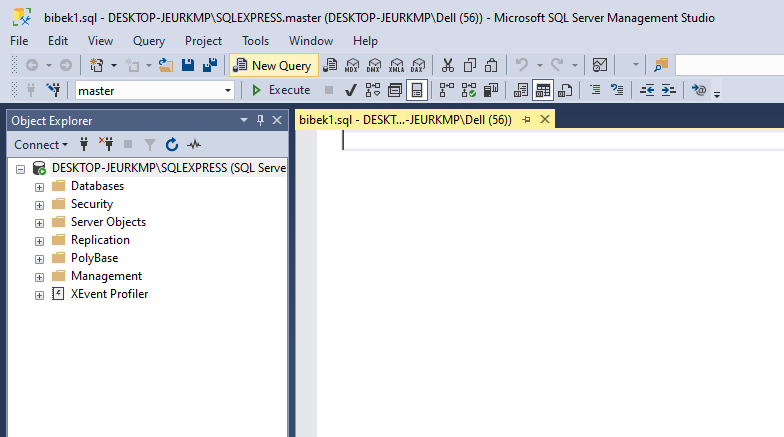 bibek1.sql - DESKTOP-JEURKMP\SQLEXPRESS.master (DESKTOP-JEURKMP\Dell (56)) - Microsoft SQL Server Management Studio
File Edit View Query Project Tools Window Help
New Query MDX DMX XMLA DAX
master Execute
Object Explorer
bibek1.sql - DESKT...-JEURKMP\Dell (56))
Connect
DESKTOP-JEURKMP\SQLEXPRESS (SQL Serve
Databases
Security
Server Objects
Replication
PolyBase
Management
XEvent Profiler